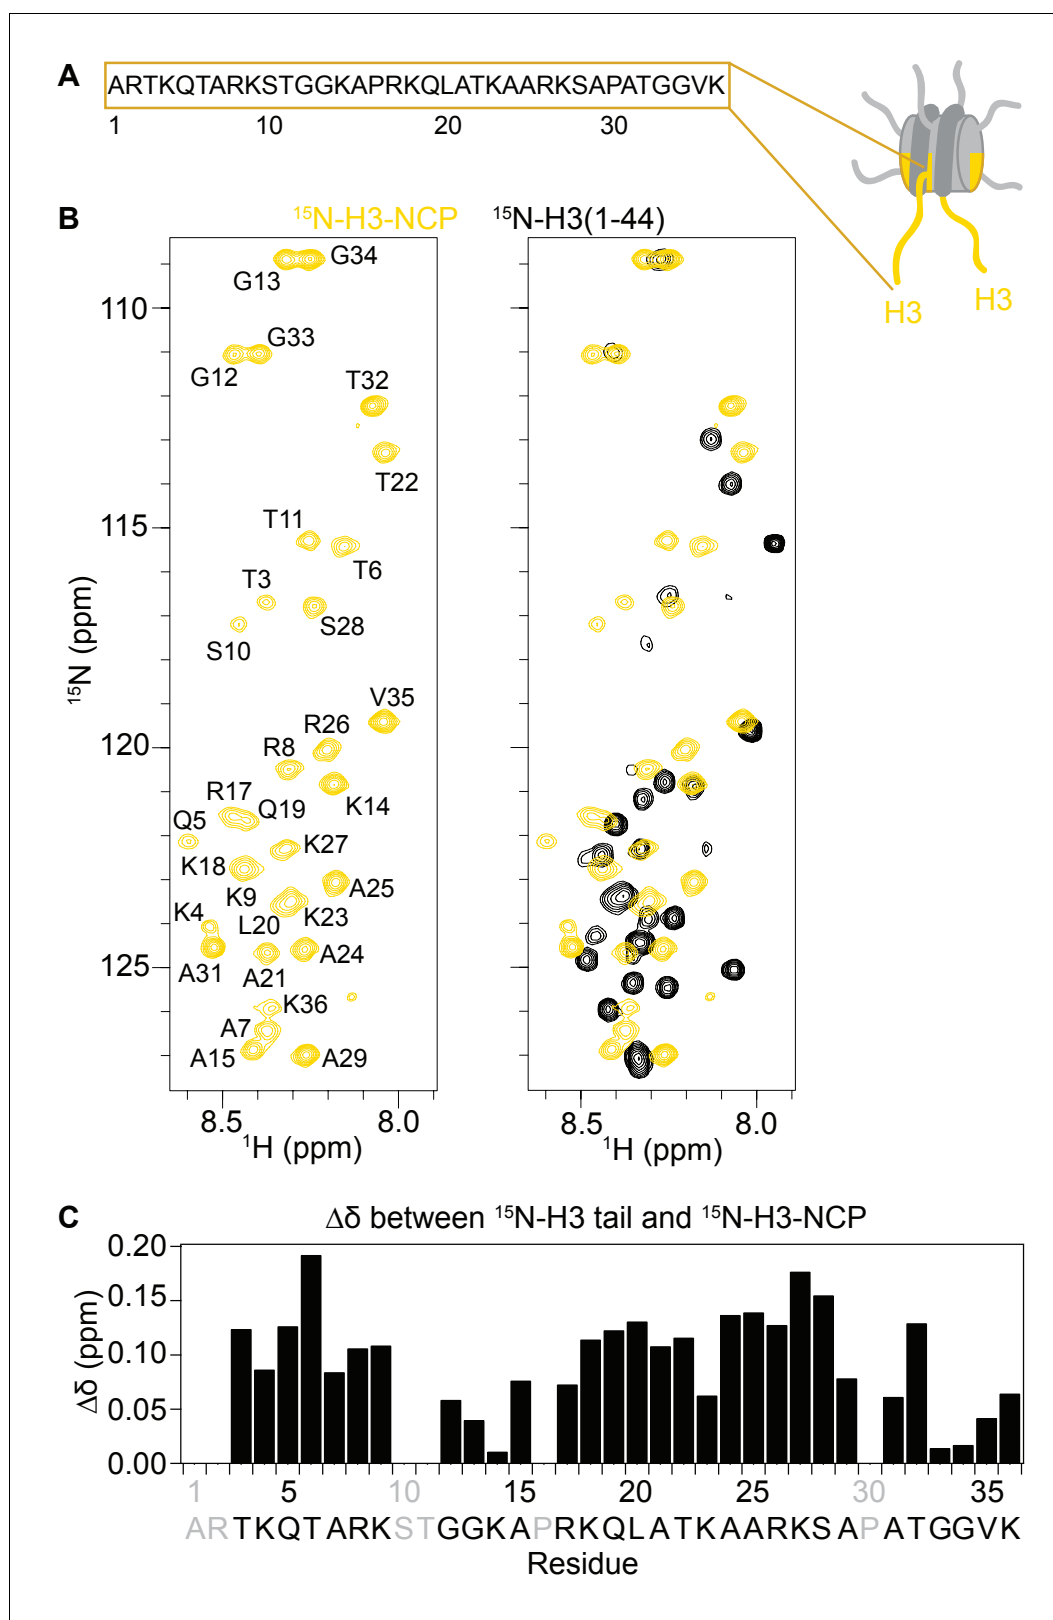 A
ARTKQTARKSTGGKAPRKQLATKAARKSAPATGGVK
1 10 20 30
H3 H3
B
¹⁵N-H3-NCP ¹⁵N-H3(1-44)
G34
G13
110
G33
G12
T32
T22
T11
115
T6
T3
S28
S10
¹⁵N (ppm)
V35
R26
120
R8
K14
R17
Q19
Q5
K27
K18
A25
K9
K23
K4
L20
A24
125
A31
A21
K36
A7
A15
A29
8.5 8.0 8.5 8.0
¹H (ppm) ¹H (ppm)
C
Δδ between ¹⁵N-H3 tail and ¹⁵N-H3-NCP
Δδ (ppm)
0.20
0.15
0.10
0.05
0.00
1 5 10 15 20 25 30 35
ARTKQTARKSTGGKAPRKQLATKAARKSAPATGGVK
Residue